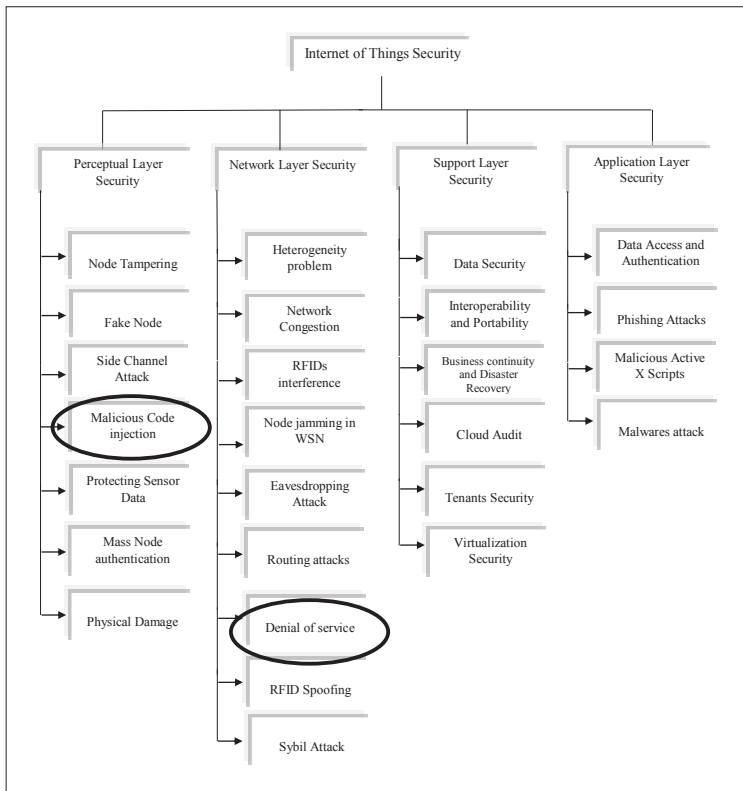 Internet of Things Security
Perceptual Layer
Security
Network Layer Security
Support Layer
Security
Application Layer
Security
Node Tampering
Fake Node
Side Channel
Attack
Malicious Code
injection
Protecting Sensor
Data
Mass Node
authentication
Physical Damage
Heterogeneity
problem
Network
Congestion
RFIDs
interference
Node jamming in
WSN
Eavesdropping
Attack
Routing attacks
Denial of service
RFID Spoofing
Sybil Attack
Data Security
Interoperability
and Portability
Business continuity
and Disaster
Recovery
Cloud Audit
Tenants Security
Virtualization
Security
Data Access and
Authentication
Phishing Attacks
Malicious Active
X Scripts
Malwares attack